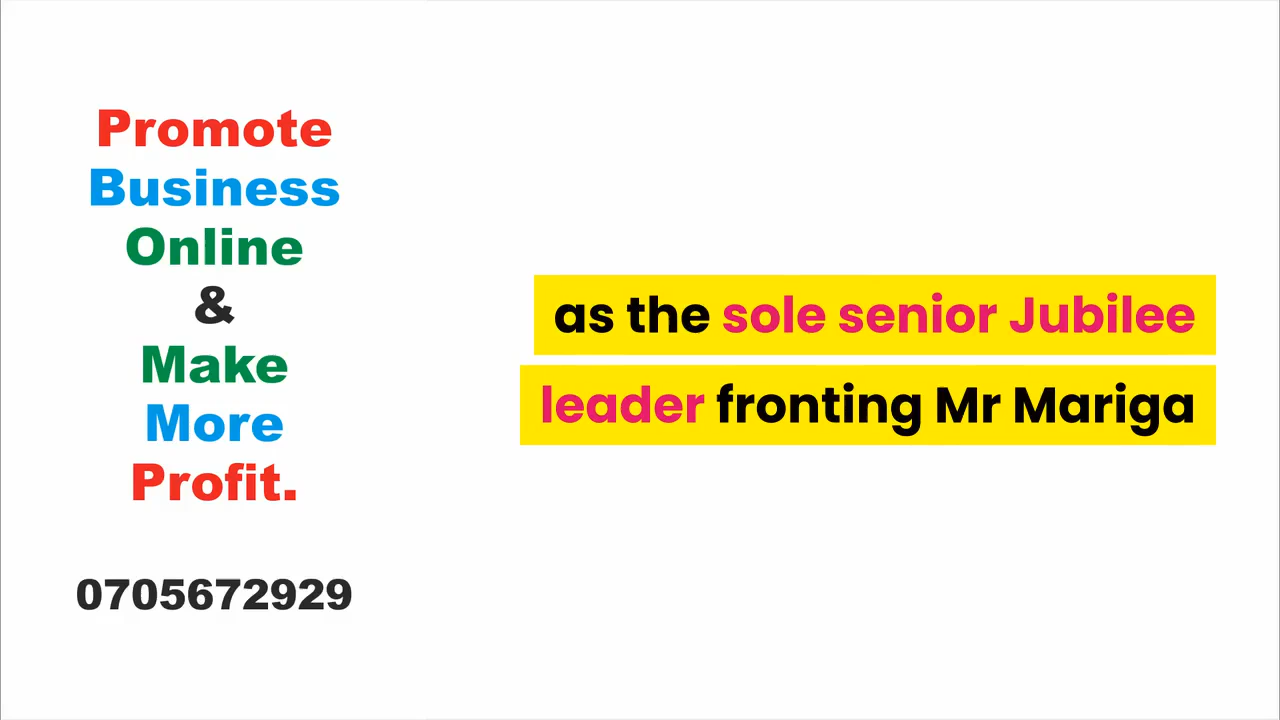 Promote
Business
Online
&
Make
More
Profit.
0705672929
as the sole senior Jubilee
leader fronting Mr Mariga